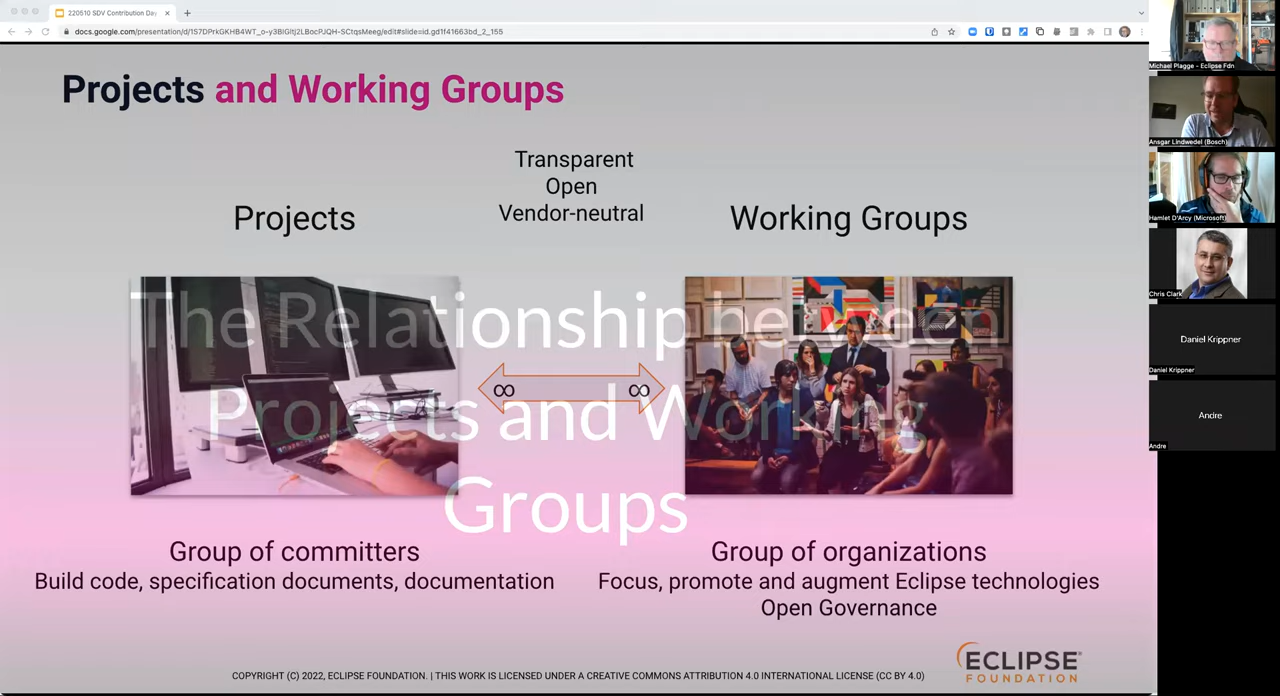 220510 SDV Contribution Day
docs.google.com/presentation/d/1S7DPrkGKHB4WT_o-y3BIGitj2LBocPJQH-SCtqsMeeg/edit#slide=id.gd1f41663bd_2_155
Projects and Working Groups
Transparent
Open
Vendor-neutral
Projects
Working Groups
The Relationship between
Projects and Working
Groups
∞ ∞
Group of committers
Build code, specification documents, documentation
Group of organizations
Focus, promote and augment Eclipse technologies
Open Governance
ECLIPSE
FOUNDATION
COPYRIGHT (C) 2022, ECLIPSE FOUNDATION. | THIS WORK IS LICENSED UNDER A CREATIVE COMMONS ATTRIBUTION 4.0 INTERNATIONAL LICENSE (CC BY 4.0)
Michael Plagge - Eclipse Fdn
Ansgar Lindwedel (Bosch)
Hamlet D'Arcy (Microsoft)
Chris Clark
Daniel Krippner
Daniel Krippner
Andre
Andre